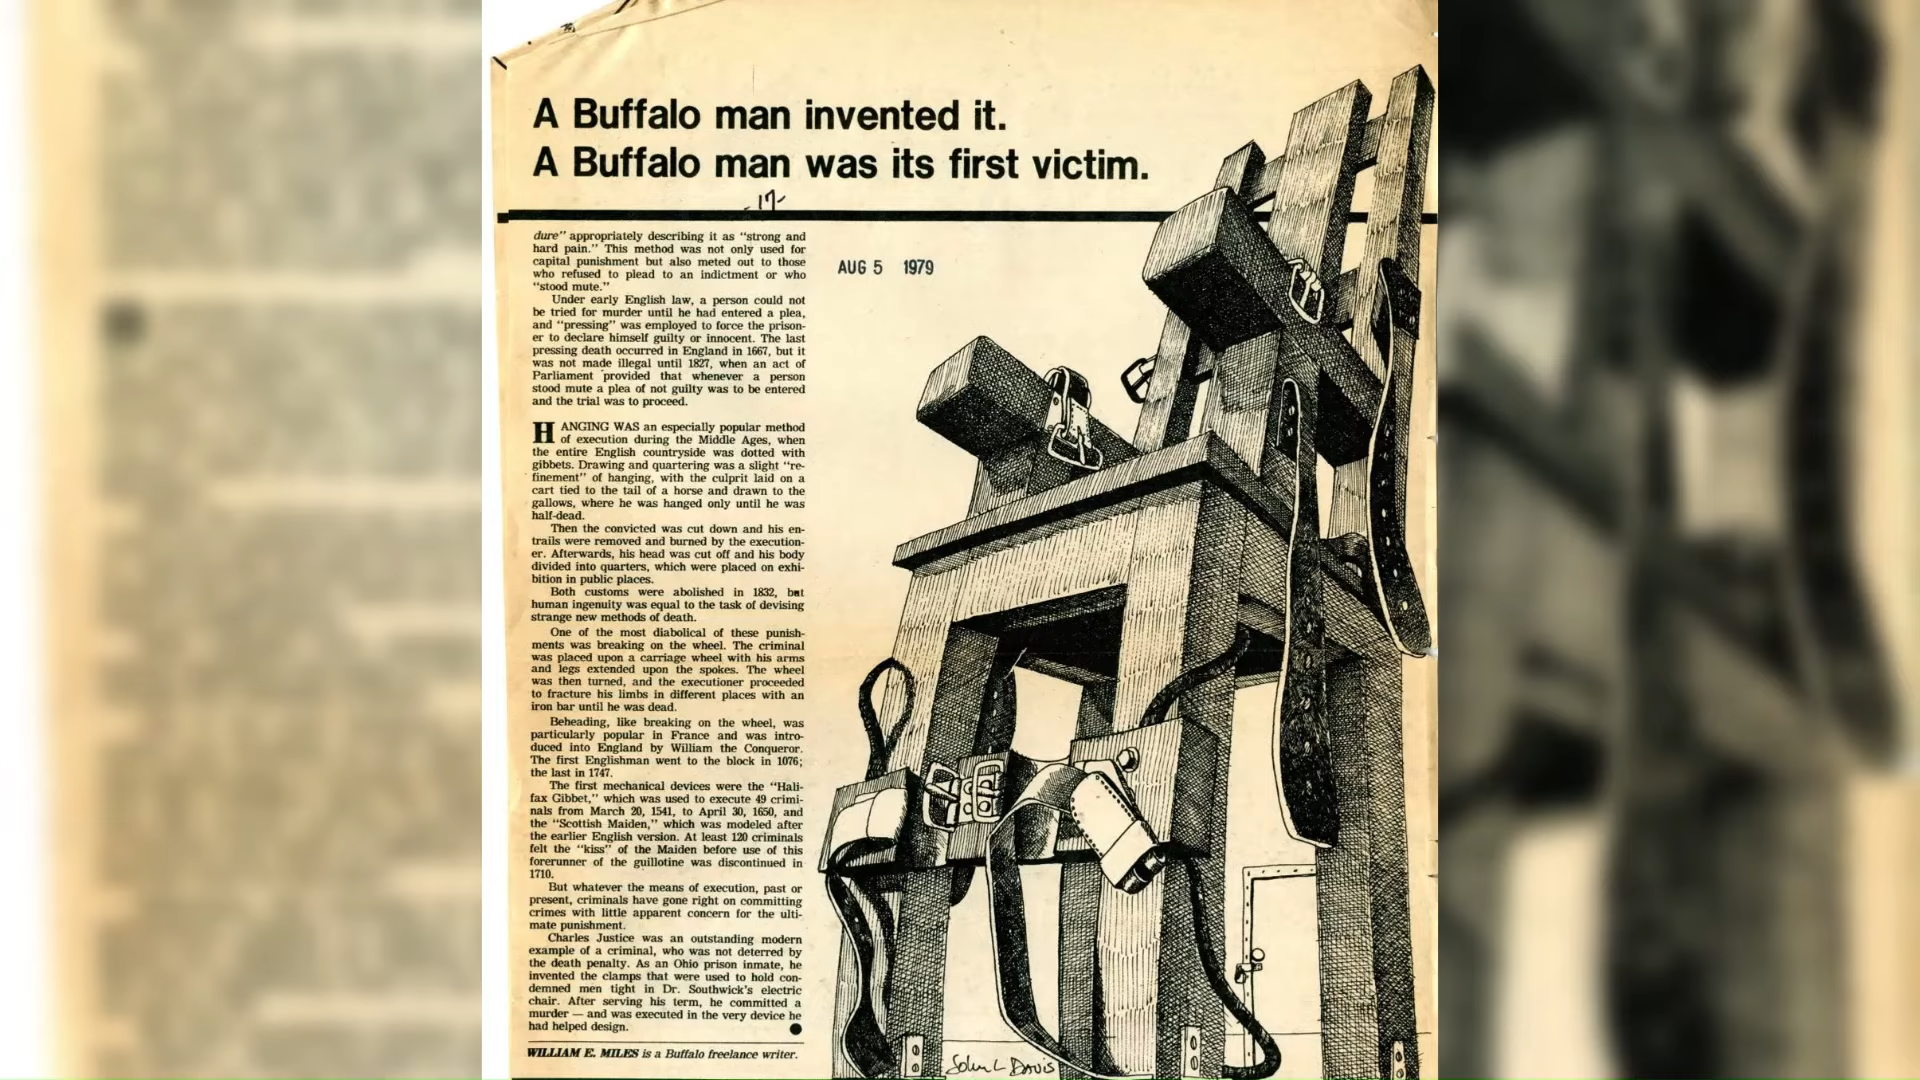 A Buffalo man invented it.
A Buffalo man was its first victim.
-17-
AUG 5 1979
dure" appropriately describing it as "strong and
hard pain." This method was not only used for
capital punishment but also meted out to those
who refused to plead to an indictment or who
"stood mute."
Under early English law, a person could not
be tried for murder until he had entered a plea,
and "pressing" was employed to force the prison-
er to declare himself guilty or innocent. The last
pressing death occurred in England in 1667, but it
was not made illegal until 1827, when an act of
Parliament provided that whenever a person
stood mute a plea of not guilty was to be entered
and the trial was to proceed.
HANGING WAS an especially popular method
of execution during the Middle Ages, when
the entire English countryside was dotted with
gibbets. Drawing and quartering was a slight "re-
finement" of hanging, with the culprit laid on a
cart tied to the tail of a horse and drawn to the
gallows, where he was hanged only until he was
half-dead.
Then the convicted was cut down and his en-
trails were removed and burned by the execution-
er. Afterwards, his head was cut off and his body
divided into quarters, which were placed on exhi-
bition in public places.
Both customs were abolished in 1832, but
human ingenuity was equal to the task of devising
strange new methods of death.
One of the most diabolical of these punish-
ments was breaking on the wheel. The criminal
was placed upon a carriage wheel with his arms
and legs extended upon the spokes. The wheel
was then turned, and the executioner proceeded
to fracture his limbs in different places with an
iron bar until he was dead.
Beheading, like breaking on the wheel, was
particularly popular in France and was intro-
duced into England by William the Conqueror.
The first Englishman went to the block in 1076;
the last in 1747.
The first mechanical devices were the "Hali-
fax Gibbet," which was used to execute 49 crimi-
nals from March 20, 1541, to April 30, 1650, and
the "Scottish Maiden," which was modeled after
the earlier English version. At least 120 criminals
felt the "kiss" of the Maiden before use of this
forerunner of the guillotine was discontinued in
1710.
But whatever the means of execution, past or
present, criminals have gone right on committing
crimes with little apparent concern for the ulti-
mate punishment.
Charles Justice was an outstanding modern
example of a criminal, who was not deterred by
the death penalty. As an Ohio prison inmate, he
invented the clamps that were used to hold con-
demned men tight in Dr. Southwick's electric
chair. After serving his term, he committed a
murder — and was executed in the very device he
had helped design.
WILLIAM E. MILES is a Buffalo freelance writer.
John L Davis